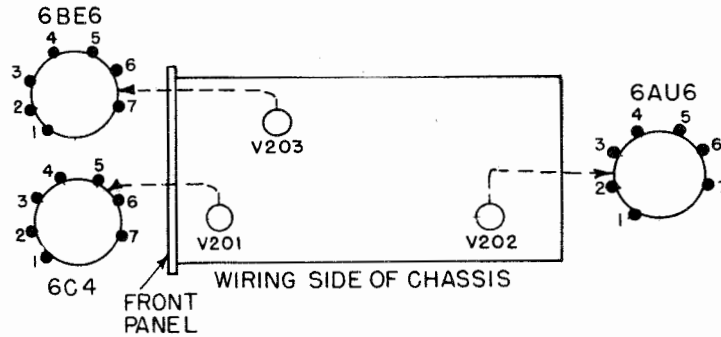 6BE6
4 5
3 6
2 7
1
V203
6AU6
4 5
3 6
2 7
1
4 5
3 6
2 7
1
6C4
V201
V202
WIRING SIDE OF CHASSIS
FRONT
PANEL